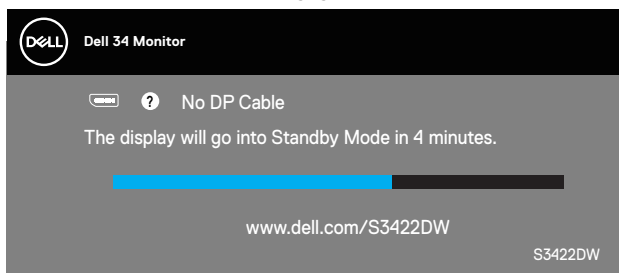 DELL
Dell 34 Monitor
? No DP Cable
The display will go into Standby Mode in 4 minutes.
www.dell.com/S3422DW
S3422DW